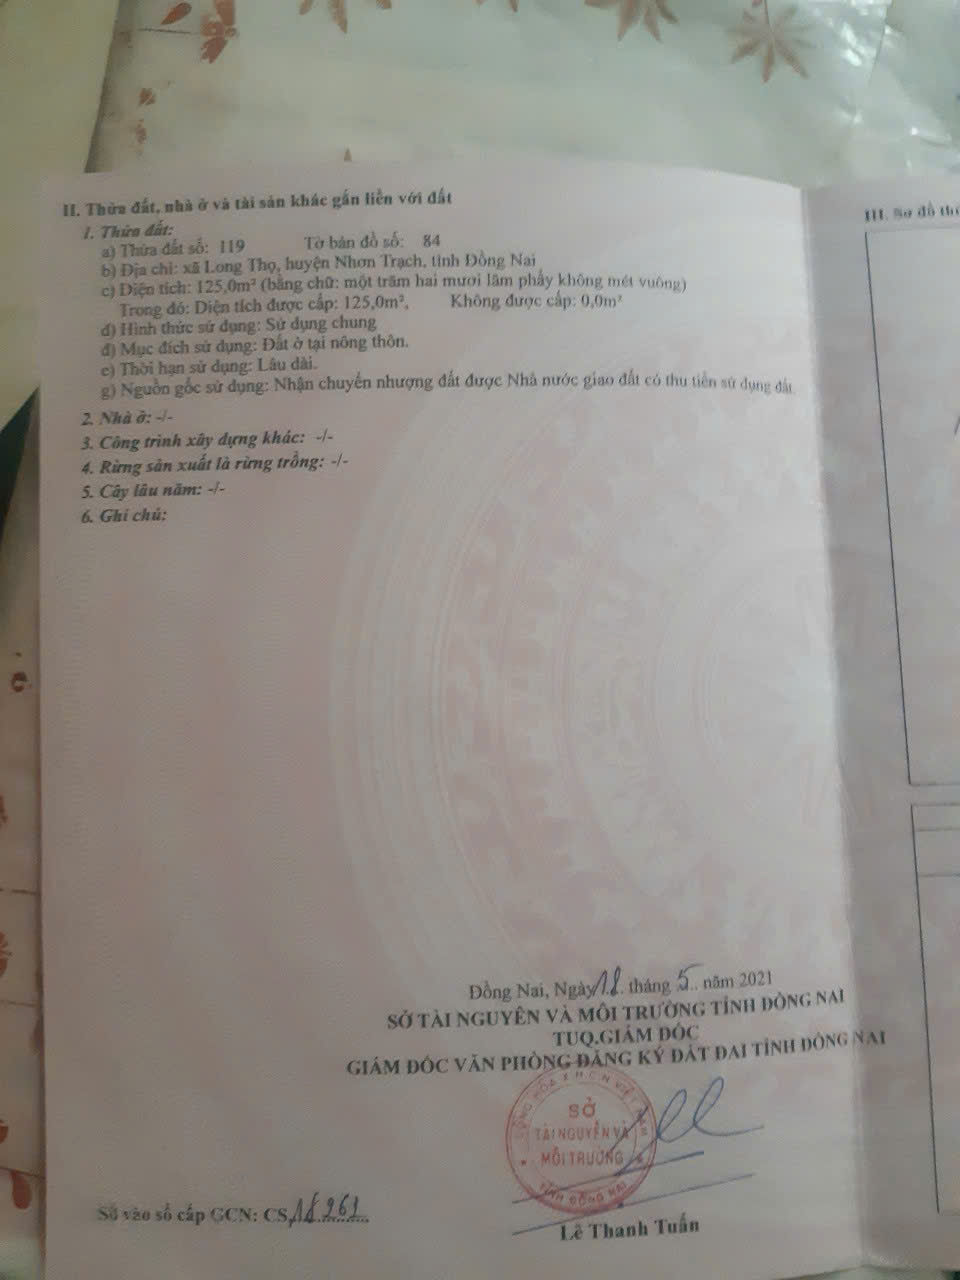 II. Thửa đất, nhà ở và tài sản khác gắn liền với đất
1. Thửa đất:
a) Thửa đất số: 119 Tờ bản đồ số: 84
b) Địa chỉ: xã Long Thọ, huyện Nhơn Trạch, tỉnh Đồng Nai
c) Diện tích: 125,0m² (bằng chữ: một trăm hai mươi lăm phẩy không mét vuông)
Trong đó: Diện tích được cấp: 125,0m², Không được cấp: 0,0m²
d) Hình thức sử dụng: Sử dụng chung
đ) Mục đích sử dụng: Đất ở tại nông thôn.
e) Thời hạn sử dụng: Lâu dài.
g) Nguồn gốc sử dụng: Nhận chuyển nhượng đất được Nhà nước giao đất có thu tiền sử dụng đất.
2. Nhà ở: -/-
3. Công trình xây dựng khác: -/-
4. Rừng sản xuất là rừng trồng: -/-
5. Cây lâu năm: -/-
6. Ghi chú:
III. Sơ đồ
Đồng Nai, Ngày 18 tháng 5 năm 2021
SỞ TÀI NGUYÊN VÀ MÔI TRƯỜNG TỈNH ĐỒNG NAI
TUQ.GIÁM ĐỐC
GIÁM ĐỐC VĂN PHÒNG ĐĂNG KÝ ĐẤT ĐAI TỈNH ĐỒNG NAI
SỞ
TÀI NGUYÊN VÀ
MÔI TRƯỜNG
TỈNH ĐỒNG NAI
Lê Thanh Tuấn
Số vào sổ cấp GCN: CS